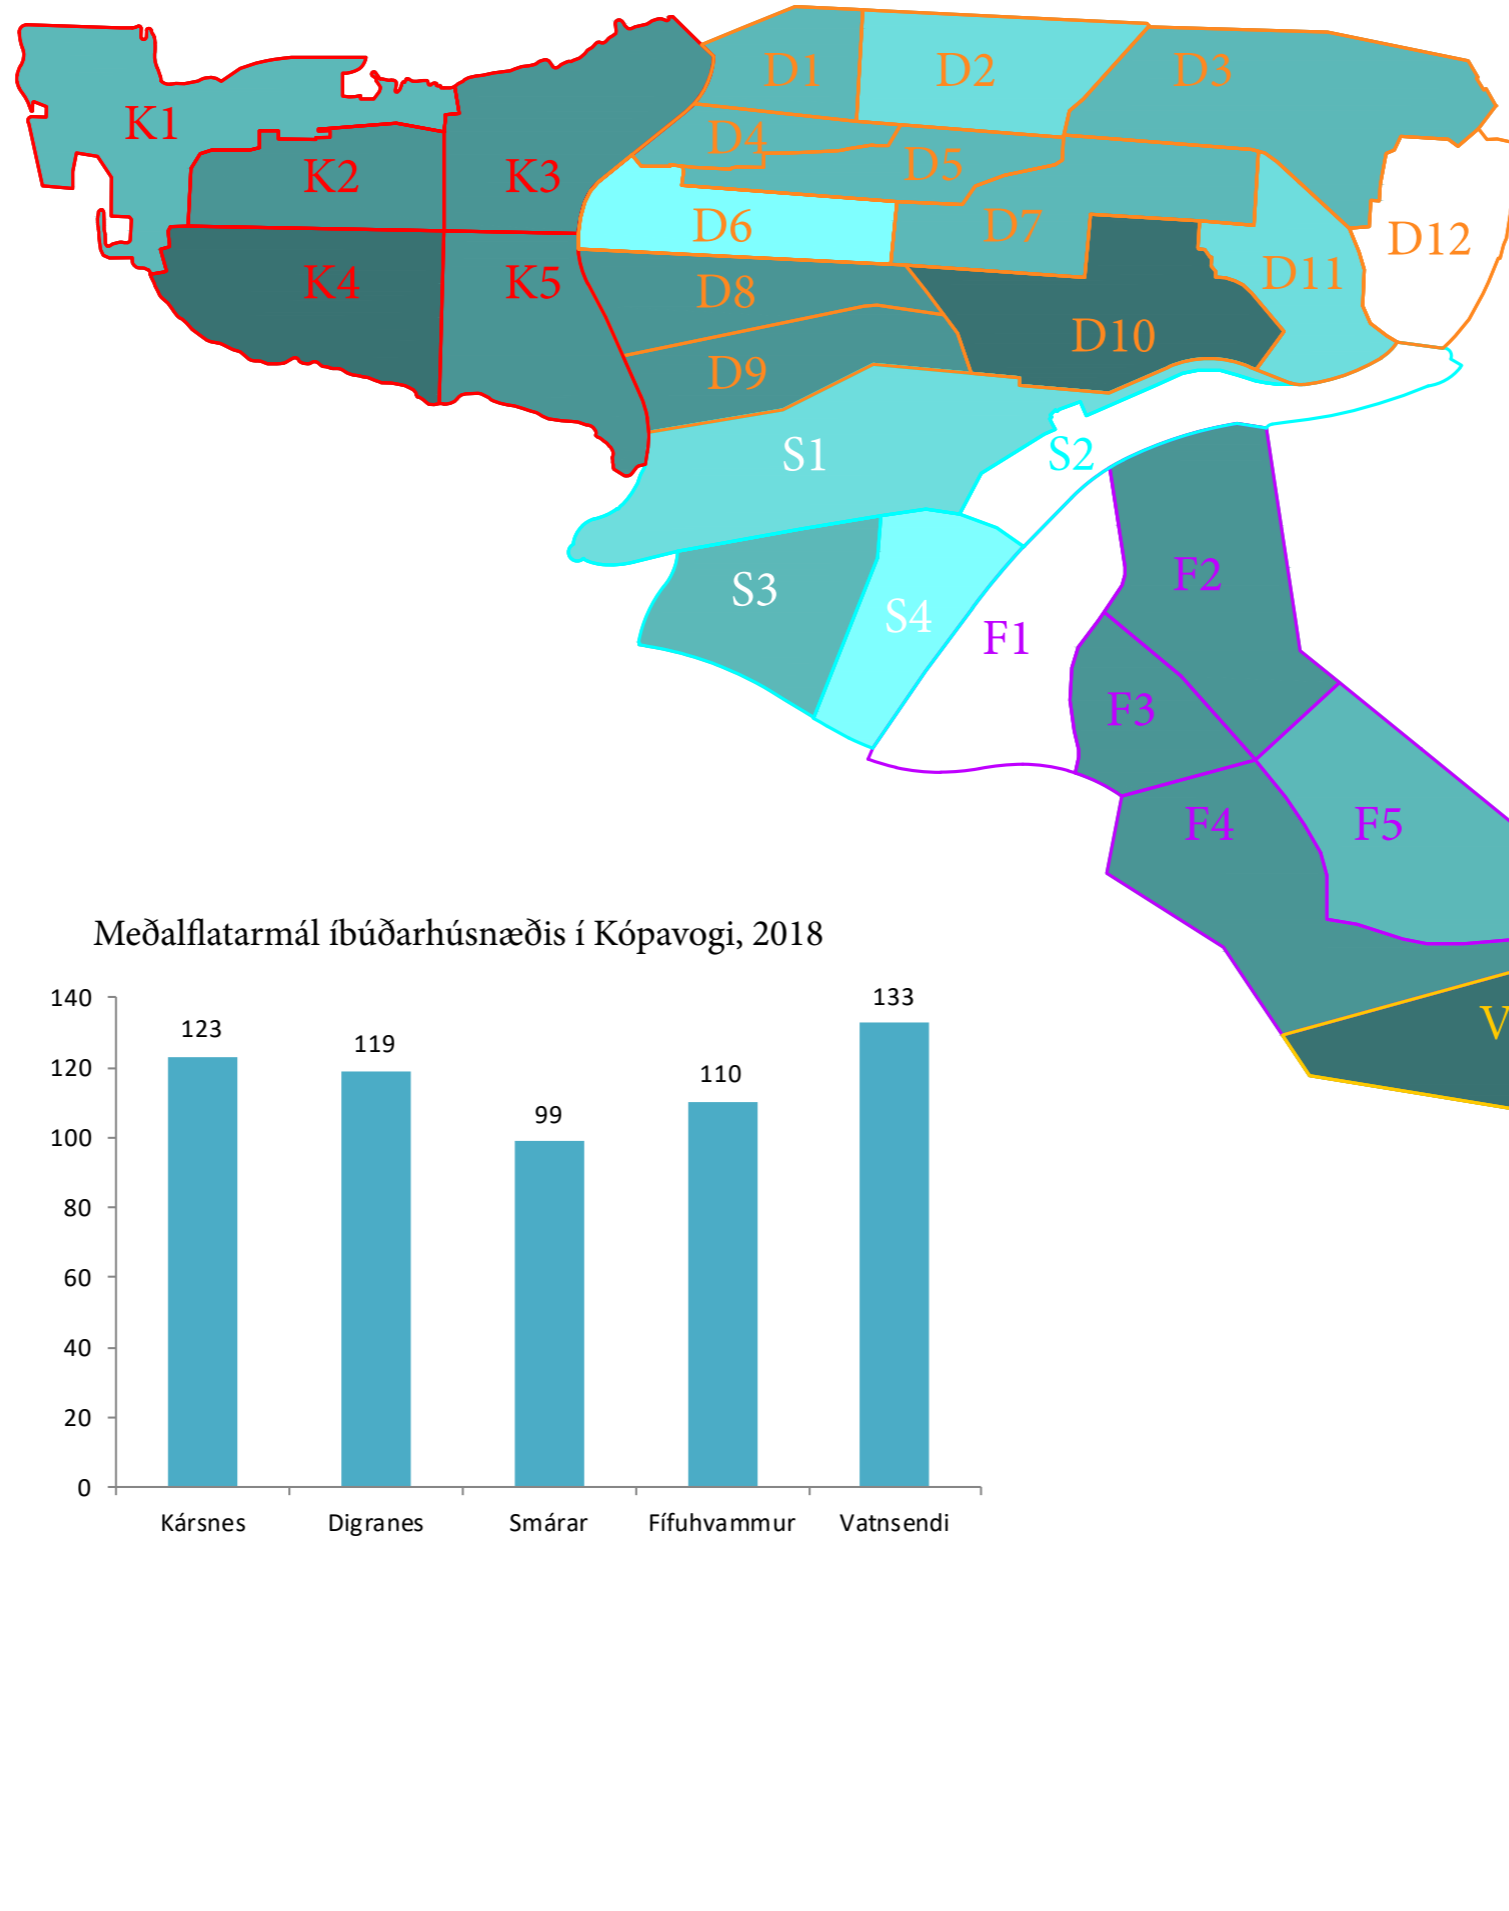 D1 D2 D3
K1 D4
K2 K3 D5
D6 D7 D12
K4 K5 D8 D11
D10
D9
S1 S2
F2
S3 S4
F1
F3
F4 F5
Meðalflatarmál íbúðarhúsnæðis í Kópavogi, 2018
V
140
133
123
119
120
110
100
99
80
60
40
20
0
Kársnes Digranes Smárar Fífuhvammur Vatnsendi